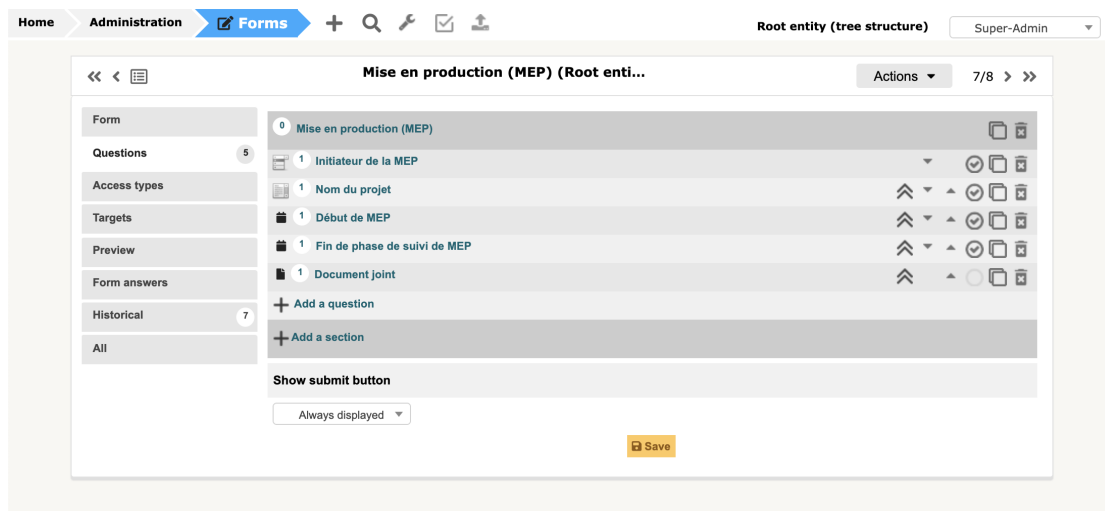 Home Administration Forms Root entity (tree structure) Super-Admin
Mise en production (MEP) (Root enti... Actions 7/8
Form
Questions 5
Access types
Targets
Preview
Form answers
Historical 7
All
0 Mise en production (MEP)
1 Initiateur de la MEP
1 Nom du projet
1 Début de MEP
1 Fin de phase de suivi de MEP
1 Document joint
Add a question
Add a section
Show submit button
Always displayed
Save